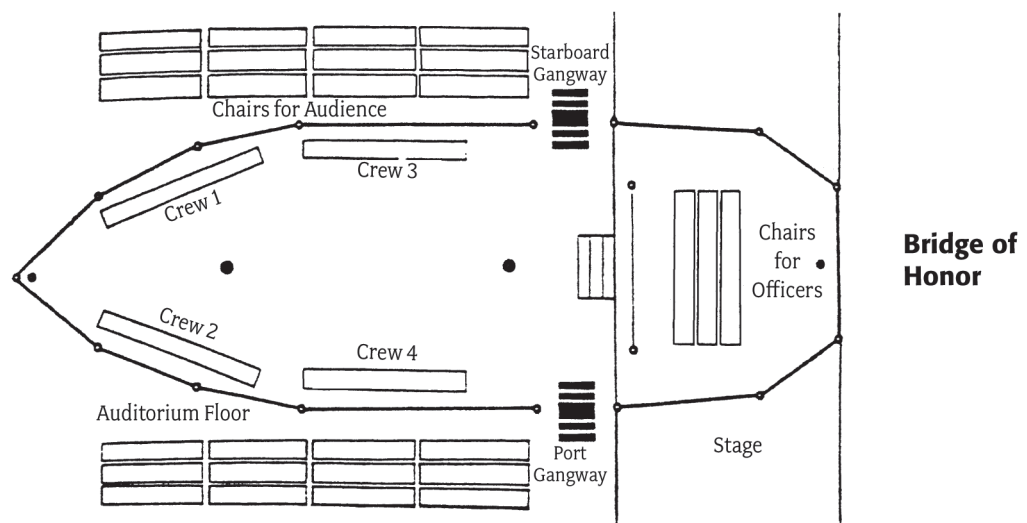 Starboard
Gangway
Chairs for Audience
Crew 3
Crew 1
Chairs
for
Officers
Bridge of
Honor
Crew 2
Crew 4
Auditorium Floor
Port
Gangway
Stage